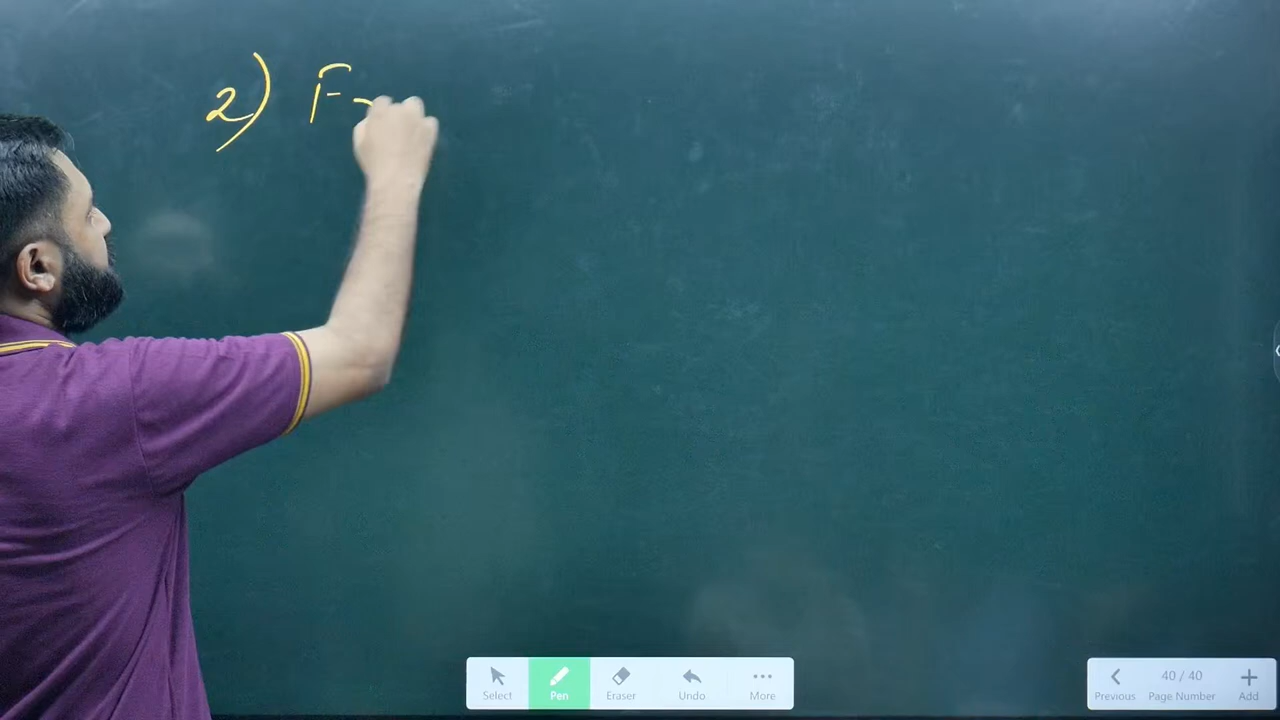 2) F
Select
Pen
Eraser
Undo
More
Previous
40 / 40
Page Number
Add